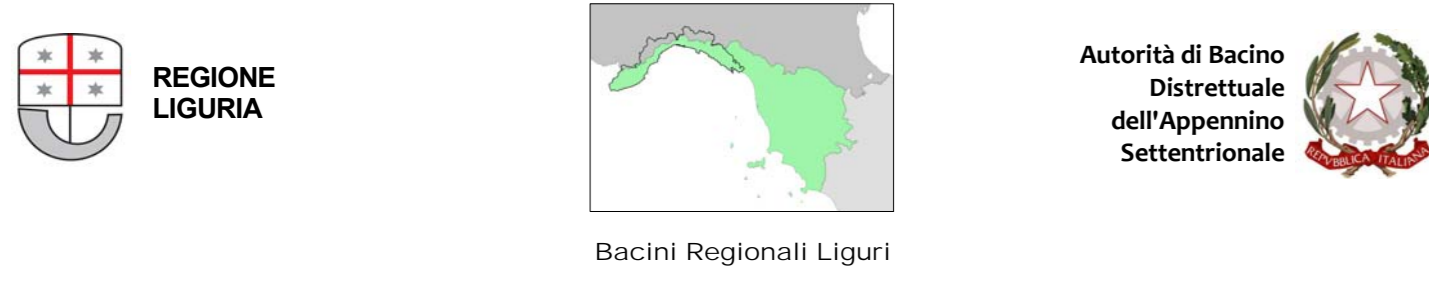 REGIONE
LIGURIA
Bacini Regionali Liguri
Autorità di Bacino
Distrettuale
dell'Appennino
Settentrionale
REPVBBLICA ITALIANA